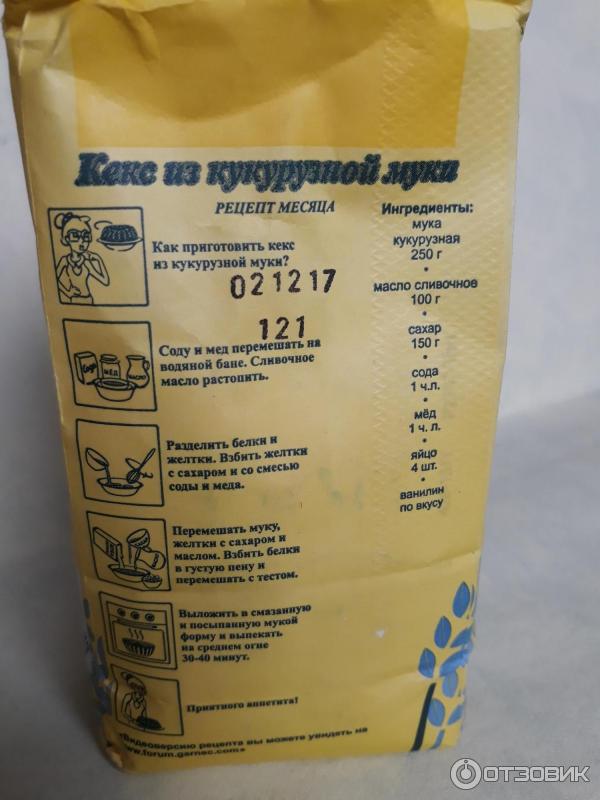 Кекс из кукурузной муки
РЕЦЕПТ МЕСЯЦА
Как приготовить кекс
из кукурузной муки?
021217
121
Соду и мед перемешать на
водяной бане. Сливочное
масло растопить.
Сода
МЁД
МАСЛО
Разделить белки и
желтки. Взбить желтки
с сахаром и со смесью
соды и меда.
Перемешать муку,
желтки с сахаром и
маслом. Взбить белки
в густую пену и
перемешать с тестом.
Выложить в смазанную
и посыпанную мукой
форму и выпекать
на среднем огне
30-40 минут.
Приятного аппетита!
Ингредиенты:
мука
кукурузная
250 г
•
масло сливочное
100 г
•
сахар
150 г
•
сода
1 ч.л.
•
мёд
1 ч. л.
•
яйцо
4 шт.
•
ванилин
по вкусу
«Видеоверсию рецепта вы можете увидеть на
www.forum.garnec.com»
ОТЗОВИК